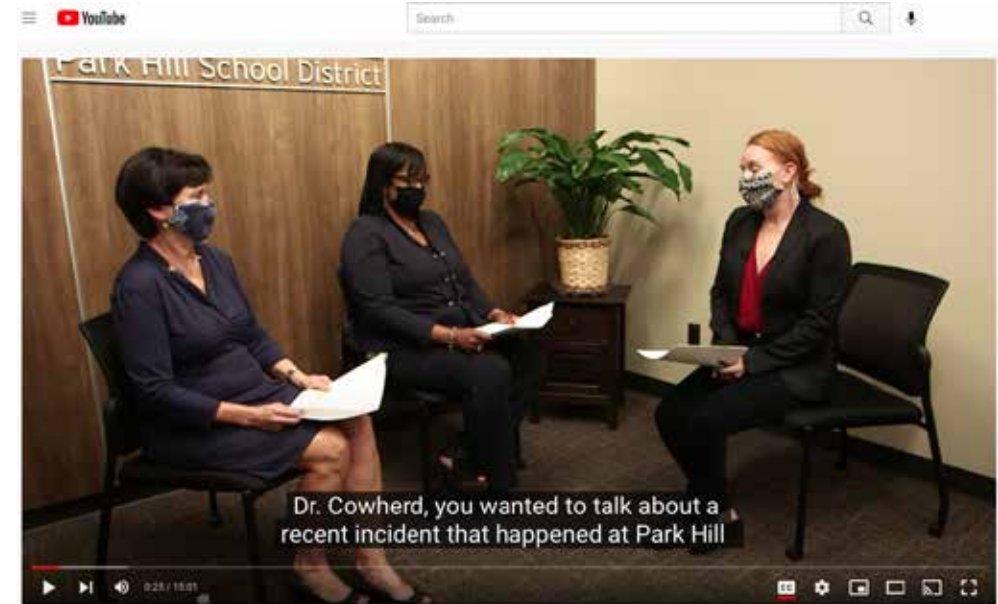 YouTube
Search
Park Hill School District
Dr. Cowherd, you wanted to talk about a
recent incident that happened at Park Hill
0:25 / 15:01
CC